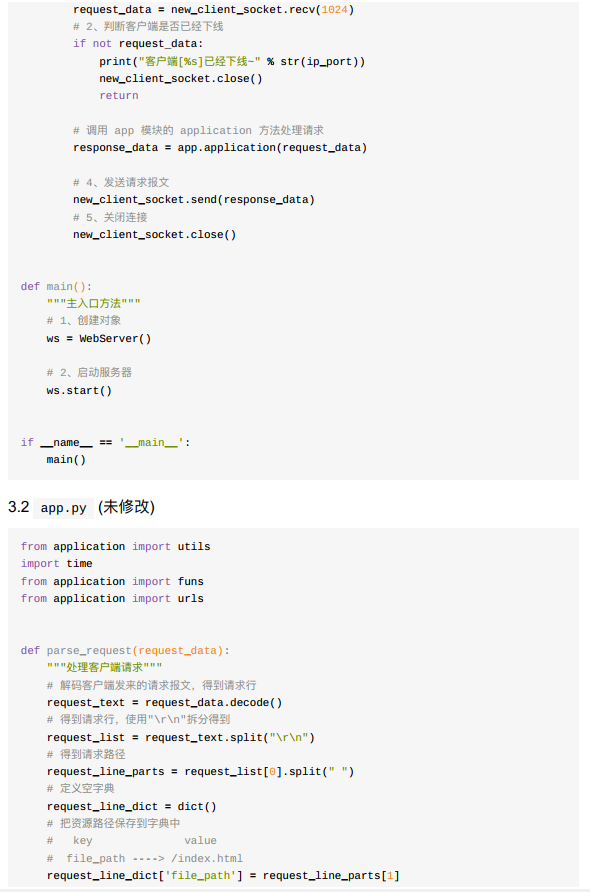 request_data = new_client_socket.recv(1024)
# 2、判断客户端是否已经下线
if not request_data:
print("客户端[%s]已经下线~" % str(ip_port))
new_client_socket.close()
return
# 调用 app 模块的 application 方法处理请求
response_data = app.application(request_data)
# 4、发送请求报文
new_client_socket.send(response_data)
# 5、关闭连接
new_client_socket.close()
def main():
"""主入口方法"""
# 1、创建对象
ws = WebServer()
# 2、启动服务器
ws.start()
if __name__ == '__main__':
main()
3.2 app.py (未修改)
from application import utils
import time
from application import funs
from application import urls
def parse_request(request_data):
"""处理客户端请求"""
# 解码客户端发来的请求报文，得到请求行
request_text = request_data.decode()
# 得到请求行，使用"\r\n"拆分得到
request_list = request_text.split("\r\n")
# 得到请求路径
request_line_parts = request_list[0].split(" ")
# 定义空字典
request_line_dict = dict()
# 把资源路径保存到字典中
# key value
# file_path ----> /index.html
request_line_dict['file_path'] = request_line_parts[1]